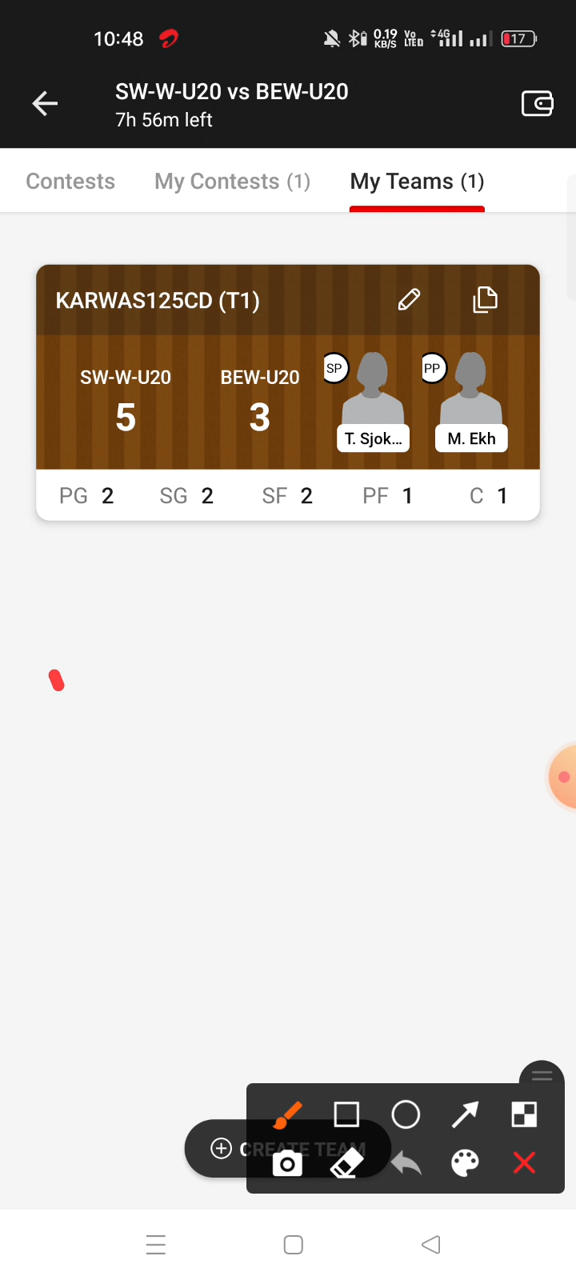 10:48 0.19 KB/S Vo LTE 4G 17
SW-W-U20 vs BEW-U20
7h 56m left
Contests My Contests (1) My Teams (1)
KARWAS125CD (T1)
SW-W-U20 BEW-U20 SP PP
5 3
T. Sjok... M. Ekh
PG 2 SG 2 SF 2 PF 1 C 1
CREATE TEAM